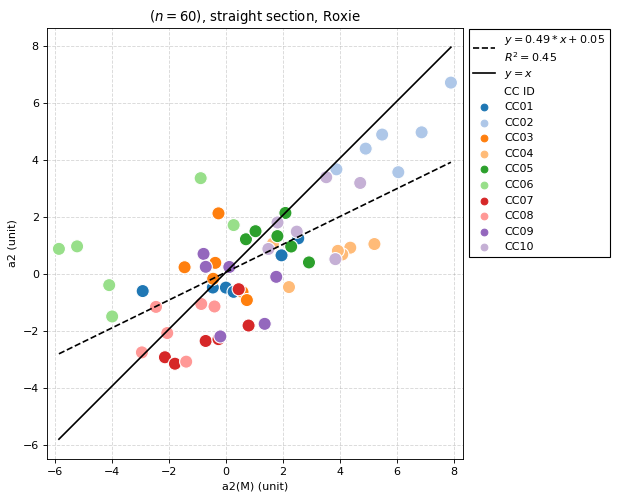 (n = 60), straight section, Roxie
y = 0.49 * x + 0.05
R² = 0.45
y = x
CC ID
CC01
CC02
CC03
CC04
CC05
CC06
CC07
CC08
CC09
CC10
a2 (unit)
8
6
4
2
0
−2
−4
−6
−6 −4 −2 0 2 4 6 8
a2(M) (unit)